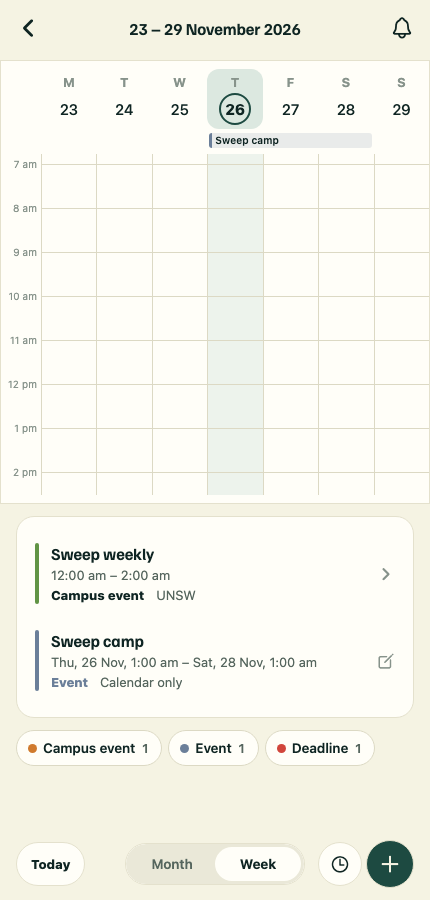 23 – 29 November 2026
M T W T F S S
23 24 25 26 27 28 29
Sweep camp
7 am
8 am
9 am
10 am
11 am
12 pm
1 pm
2 pm
Sweep weekly
12:00 am – 2:00 am
Campus event UNSW
Sweep camp
Thu, 26 Nov, 1:00 am – Sat, 28 Nov, 1:00 am
Event Calendar only
Campus event 1 Event 1 Deadline 1
Today Month Week